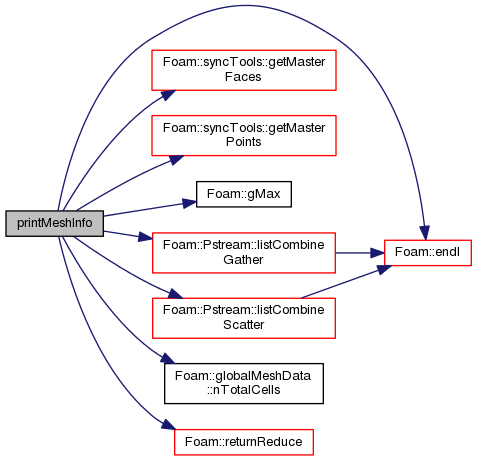 Foam::syncTools::getMaster
Faces
Foam::syncTools::getMaster
Points
Foam::gMax
printMeshInfo
Foam::Pstream::listCombine
Gather
Foam::endl
Foam::Pstream::listCombine
Scatter
Foam::globalMeshData
::nTotalCells
Foam::returnReduce